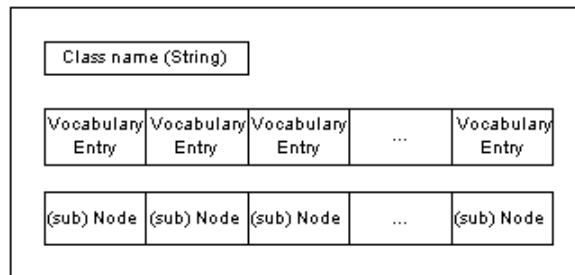 Class name (String)
Vocabulary Vocabulary Vocabulary ... Vocabulary
Entry Entry Entry Entry
(sub) Node (sub) Node (sub) Node ... (sub) Node